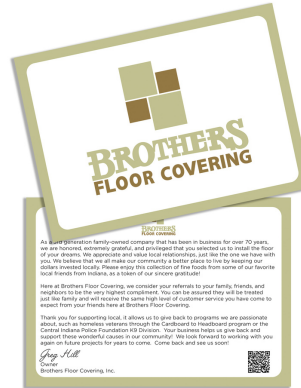 BROTHERS
FLOOR COVERING
BROTHERS
FLOOR COVERING
As a 3rd generation family-owned company that has been in business for over 70 years,
we are honored, extremely grateful, and privileged that you selected us to install the floor
of your dreams. We appreciate and value local relationships, just like the one we have with
you. We believe that we all make our community a better place to live by keeping our
dollars invested locally. Please enjoy this collection of fine foods from some of our favorite
local friends from Indiana, as a token of our sincere gratitude!
Here at Brothers Floor Covering, we consider your referrals to your family, friends, and
neighbors to be the very highest compliment. You can be assured they will be treated
just like family and will receive the same high level of customer service you have come to
expect from your friends here at Brothers Floor Covering.
Thank you for supporting local, it allows us to give back to programs we are passionate
about, such as homeless veterans through the Cardboard to Headboard program or the
Central Indiana Police Foundation K9 Division. Your business helps us give back and
support these wonderful causes in our community! We look forward to working with you
again on future projects for years to come. Come back and see us soon!
Greg Hill
Owner
Brothers Floor Covering, Inc.